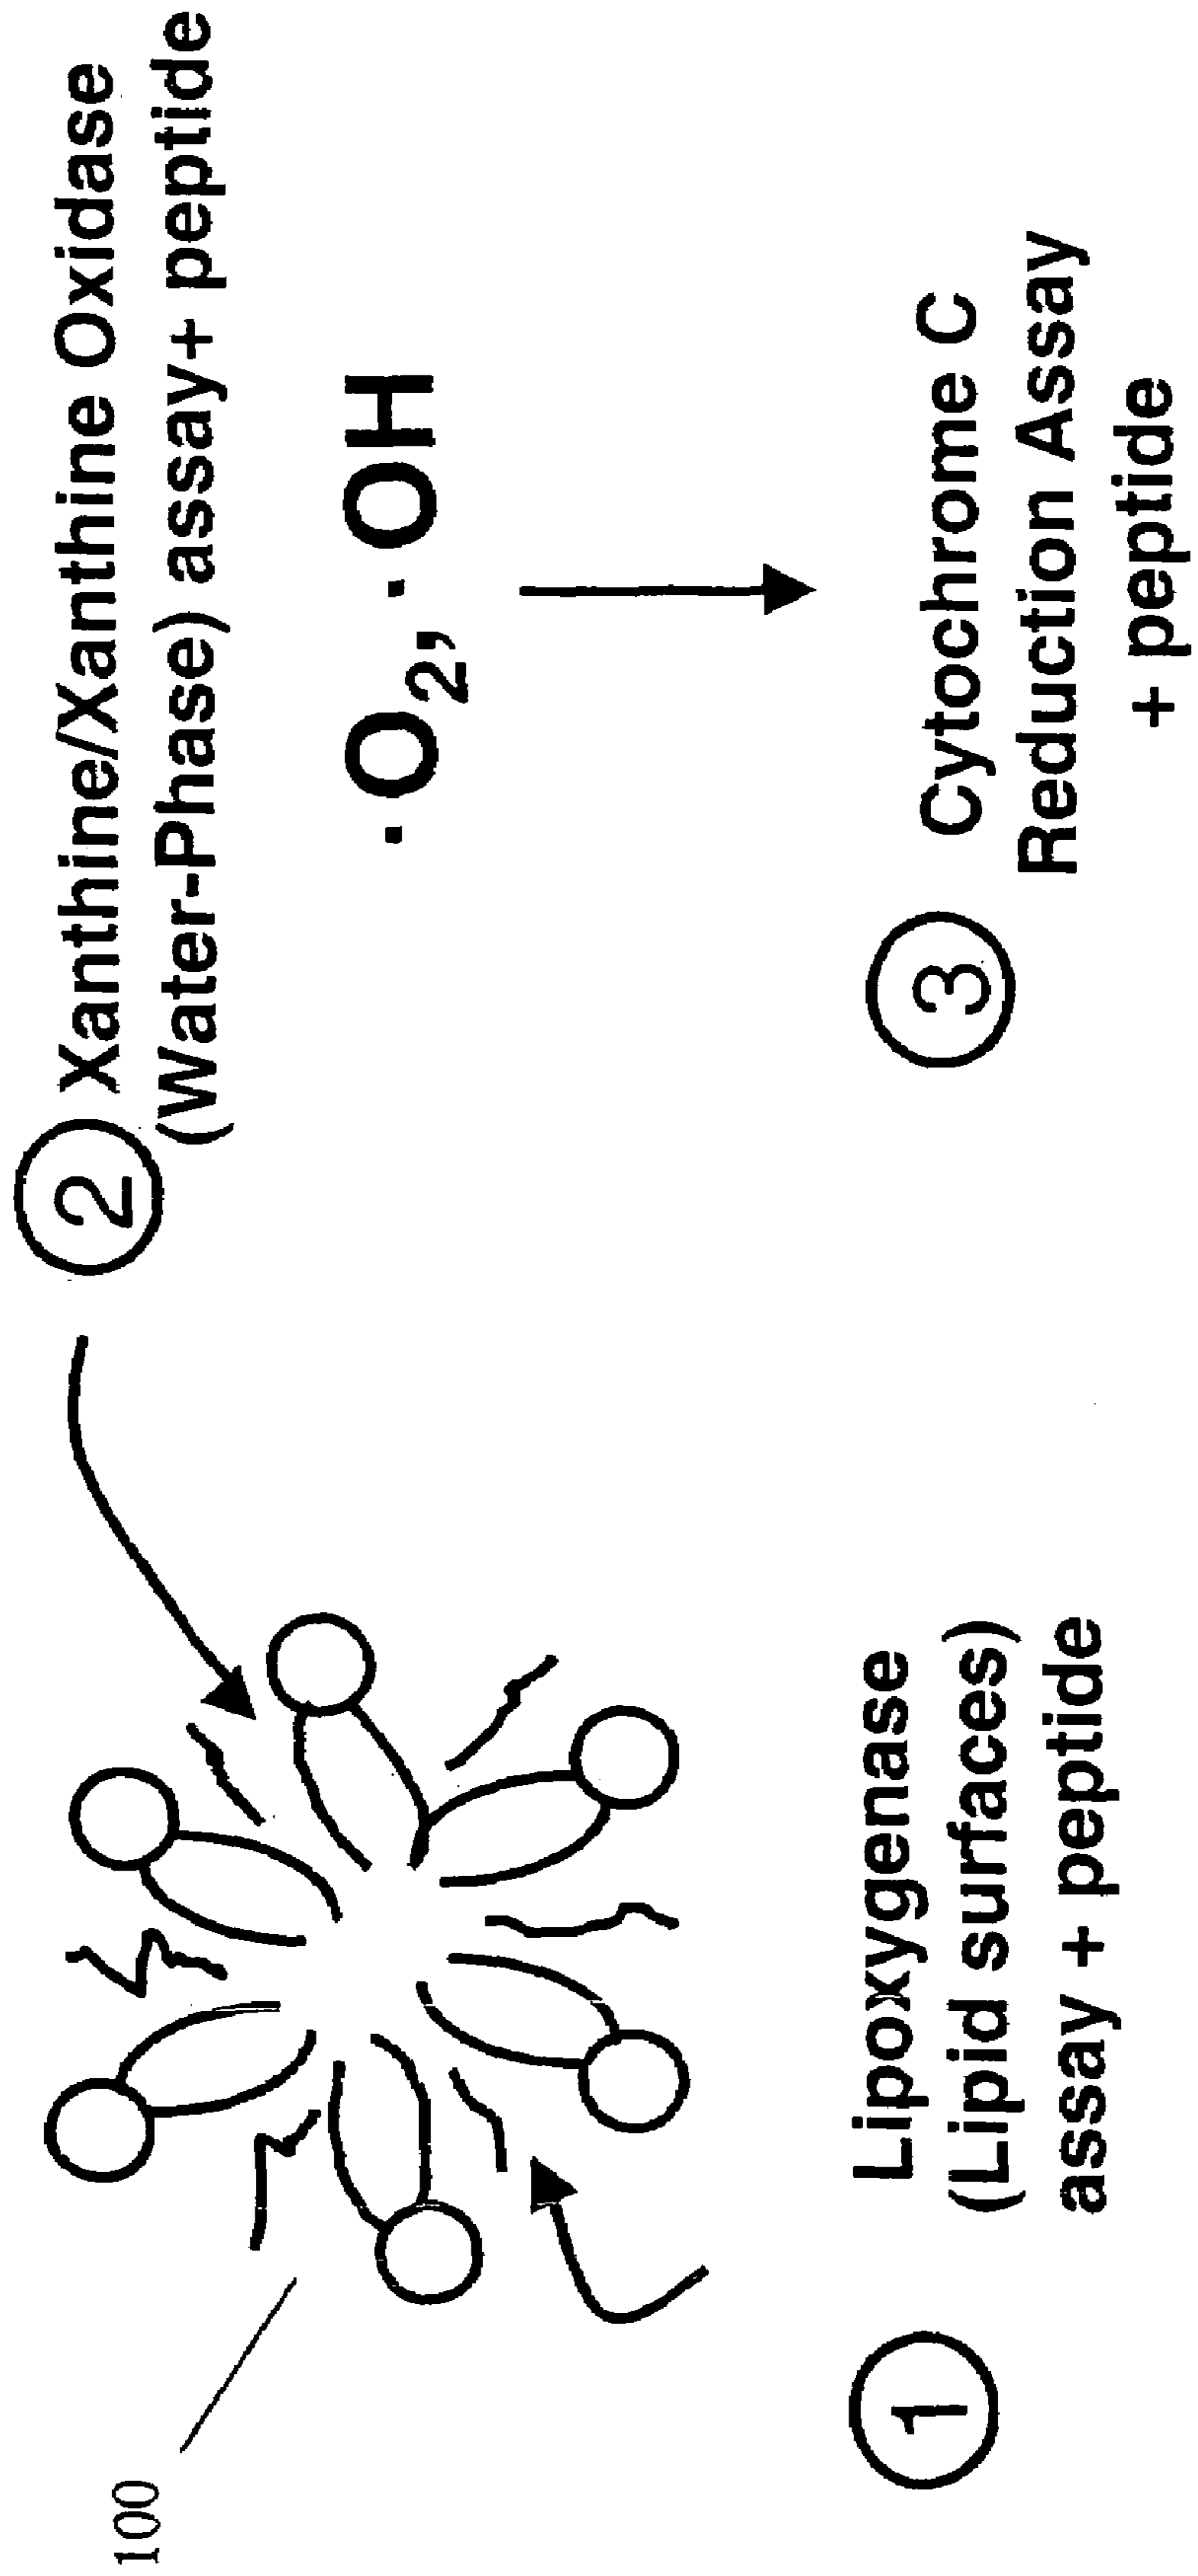 100
1
Lipoxygenase
(Lipid surfaces)
assay + peptide
2
Xanthine/Xanthine Oxidase
(Water-Phase) assay+ peptide
·O2, ·OH
3
Cytochrome C
Reduction Assay
+ peptide